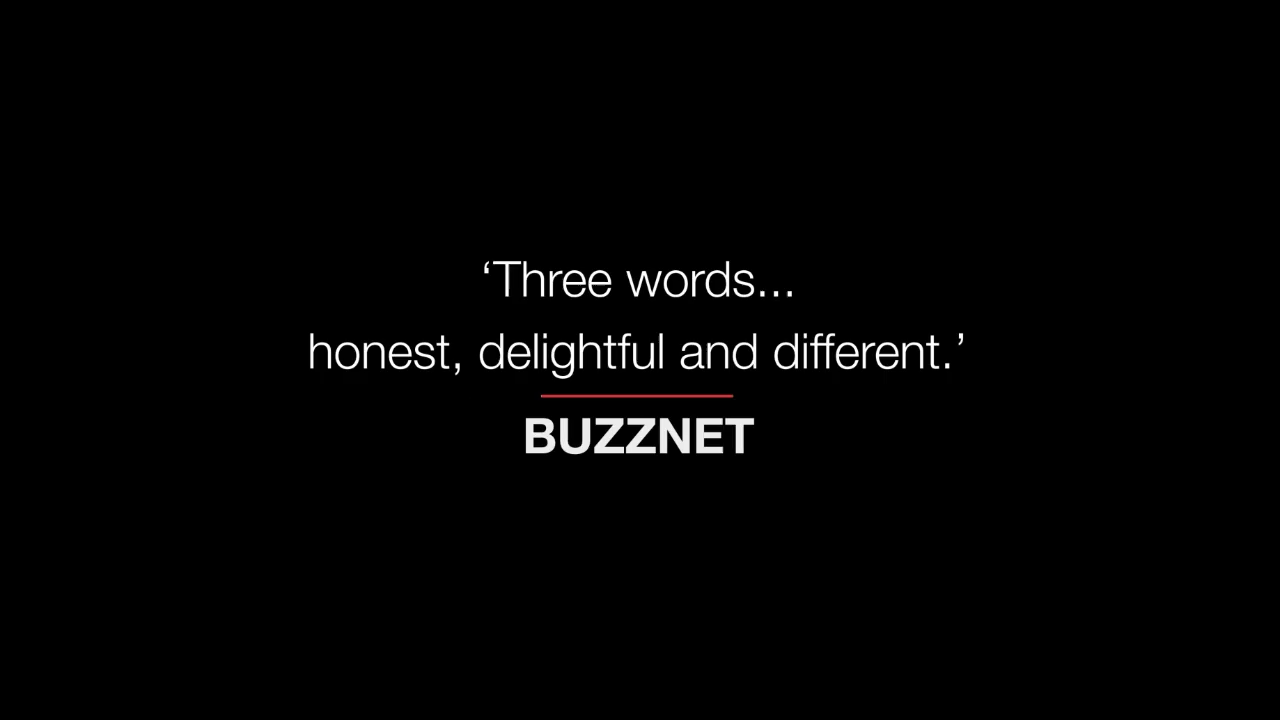 ‘Three words...
honest, delightful and different.’
BUZZNET